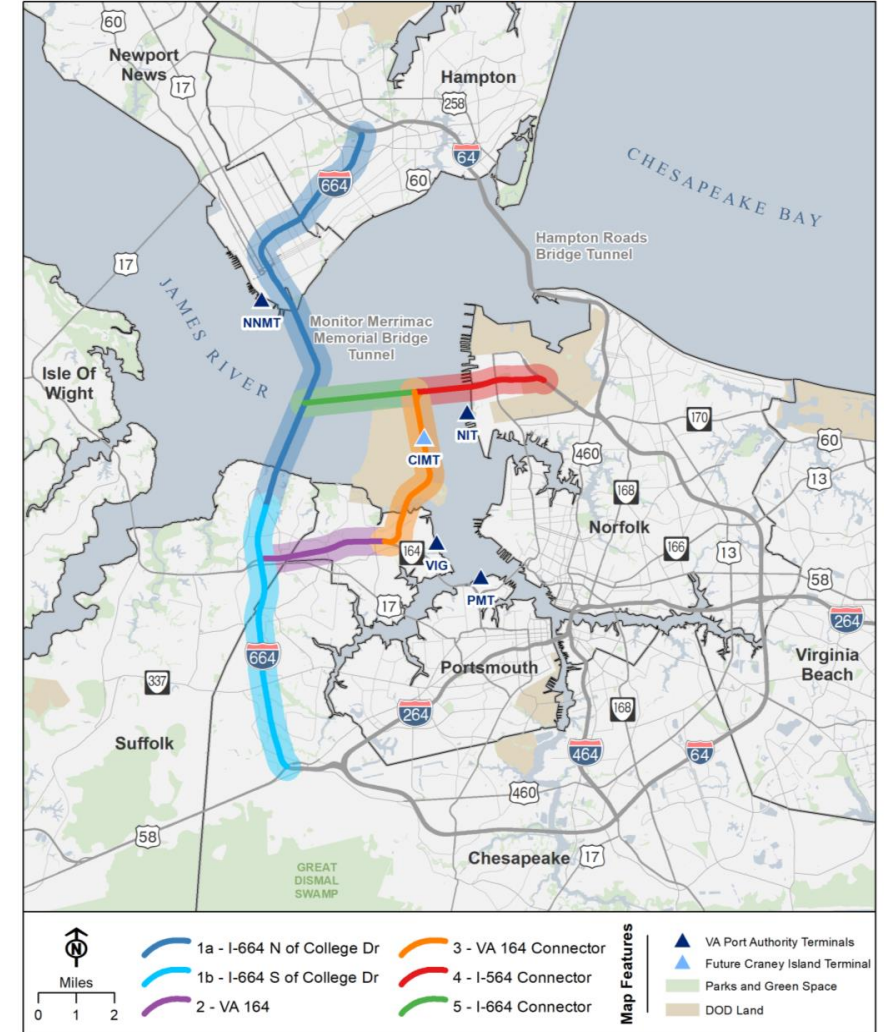 60
Newport
News
17
Hampton
258
64
664
60
CHESAPEAKE BAY
Hampton Roads
Bridge Tunnel
17
JAMES RIVER
NNMT
Monitor Merrimac
Memorial Bridge
Tunnel
Isle Of
Wight
NIT
170
CIMT
460
60
13
168
Norfolk
164
VIG
166
13
PMT
58
17
264
664
Portsmouth
Virginia
Beach
337
264
168
Suffolk
464
64
460
58
Chesapeake
17
GREAT
DISMAL
SWAMP
N
Miles
0 1 2
1a - I-664 N of College Dr
1b - I-664 S of College Dr
2 - VA 164
3 - VA 164 Connector
4 - I-564 Connector
5 - I-664 Connector
Map Features
VA Port Authority Terminals
Future Craney Island Terminal
Parks and Green Space
DOD Land